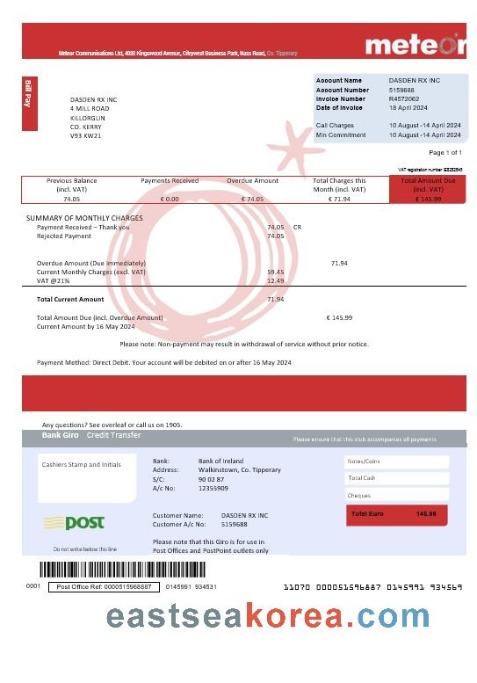 meteor
Meteor Communications Ltd, 4030 Kingswood Avenue, Citywest Business Park, Naas Road, Co. Tipperary
Bill Pay
DASDEN RX INC
4 MILL ROAD
KILLORGLIN
CO. KERRY
V93 KW21
Account Name DASDEN RX INC
Account Number 5159688
Invoice Number R4572062
Date of Invoice 18 April 2024
Call Charges 10 August -14 April 2024
Min Commitment 10 August -14 April 2024
Page 1 of 1
VAT registration number
Previous Balance (incl. VAT) 74.05
Payments Received € 0.00
Overdue Amount € 74.05
Total Charges this Month (incl. VAT) € 71.94
Total Amount Due (incl. VAT) € 145.99
SUMMARY OF MONTHLY CHARGES
Payment Received – Thank you 74.05 CR
Rejected Payment 74.05
Overdue Amount (Due Immediately) 71.94
Current Monthly Charges (excl. VAT) 59.45
VAT @21% 12.49
Total Current Amount 71.94
Total Amount Due (incl. Overdue Amount) € 145.99
Current Amount by 16 May 2024
Please note: Non-payment may result in withdrawal of service without prior notice.
Payment Method: Direct Debit. Your account will be debited on or after 16 May 2024
Any questions? See overleaf or call us on 1905.
Bank Giro Credit Transfer
Please ensure that this stub accompanies all payments
Cashiers Stamp and Initials
Bank: Bank of Ireland
Address: Walkinstown, Co. Tipperary
S/C: 90 02 87
A/c No: 12355909
Notes/Coins
Total Cash
Cheques
Total Euro 145.99
Customer Name: DASDEN RX INC
Customer A/c No: 5159688
post
Please note that this Giro is for use in
Post Offices and PostPoint outlets only
Do not write below this line
0001 Post Office Ref: 0000515968887 0145991 934531
11070 000051596887 0145991 934569
eastseakorea.com